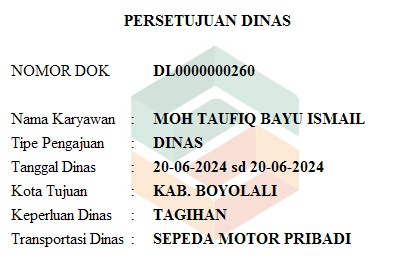 PERSETUJUAN DINAS
NOMOR DOK DL0000000260
Nama Karyawan : MOH TAUFIQ BAYU ISMAIL
Tipe Pengajuan : DINAS
Tanggal Dinas : 20-06-2024 sd 20-06-2024
Kota Tujuan : KAB. BOYOLALI
Keperluan Dinas : TAGIHAN
Transportasi Dinas : SEPEDA MOTOR PRIBADI